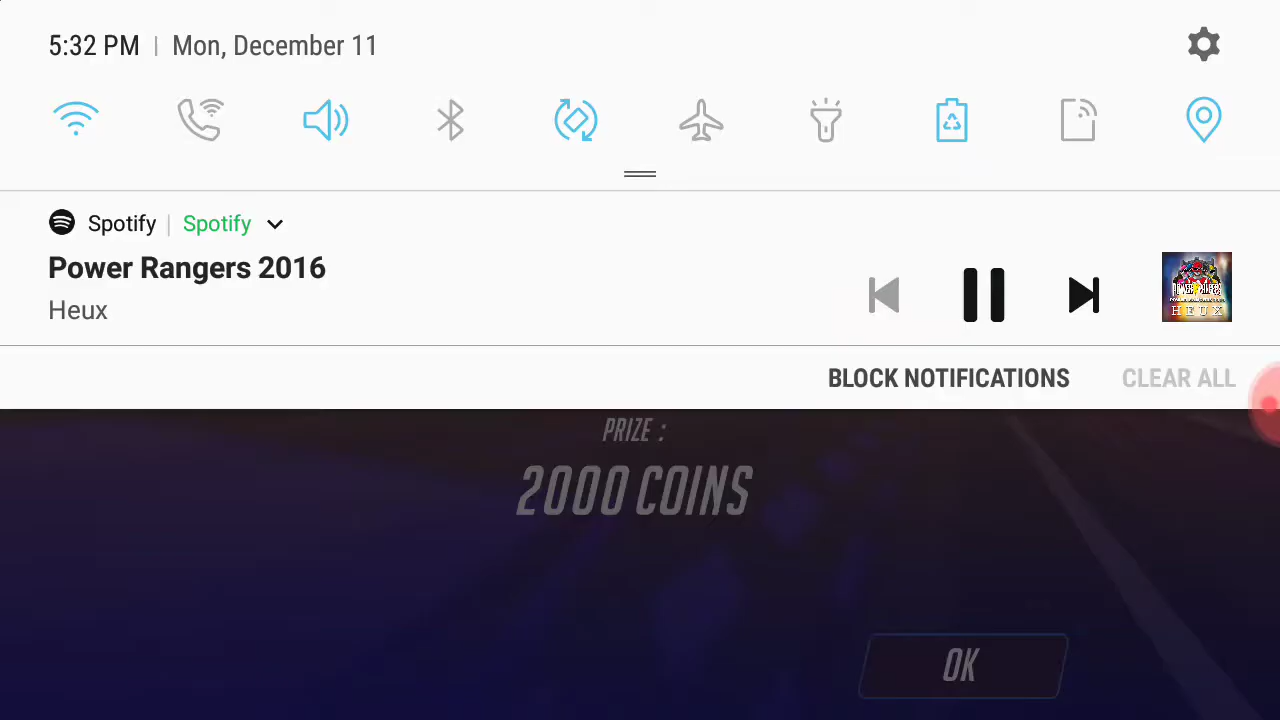 5:32 PM | Mon, December 11
Spotify | Spotify
Power Rangers 2016
Heux
HEUX
BLOCK NOTIFICATIONS CLEAR ALL
PRIZE :
2000 COINS
OK